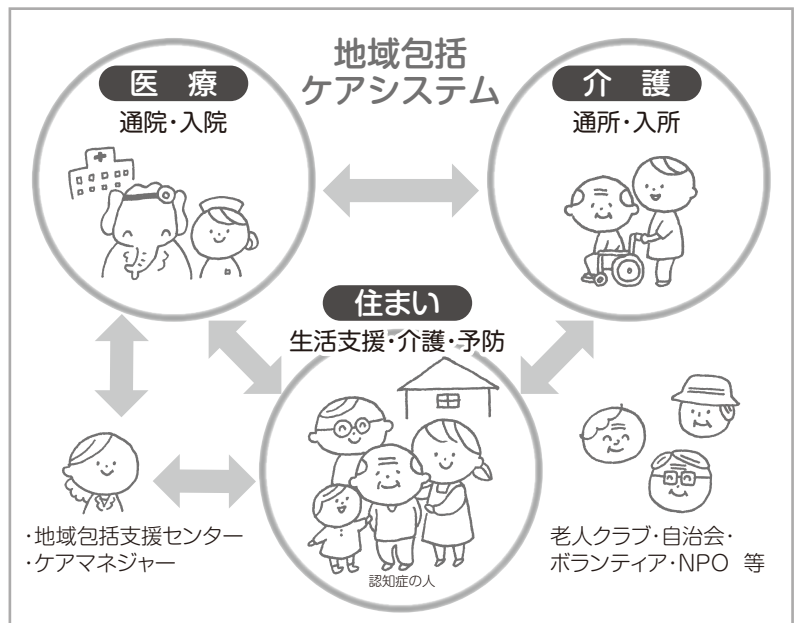 地域包括
ケアシステム
医 療
通院・入院
介 護
通所・入所
住まい
生活支援・介護・予防
認知症の人
・地域包括支援センター
・ケアマネジャー
老人クラブ・自治会・
ボランティア・NPO 等